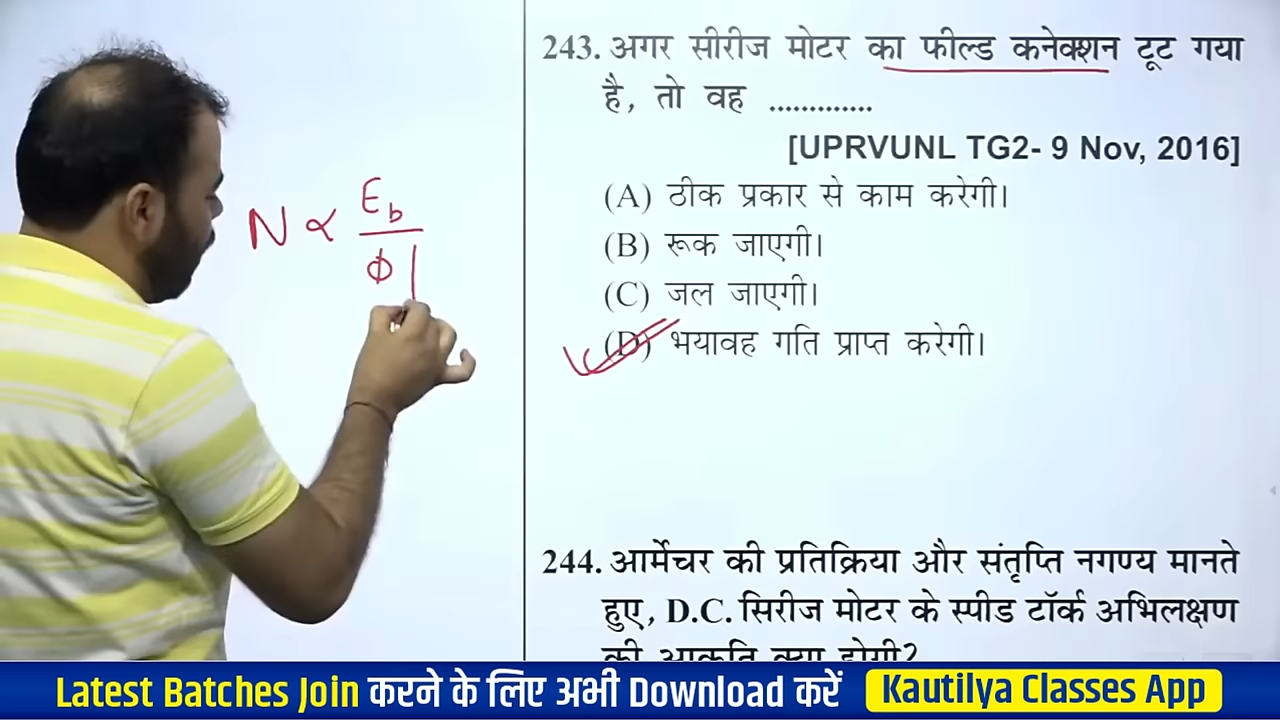 243. अगर सीरीज मोटर का फील्ड कनेक्शन टूट गया
है, तो वह .............
[UPRVUNL TG2- 9 Nov, 2016]
(A) ठीक प्रकार से काम करेगी।
(B) रूक जाएगी।
(C) जल जाएगी।
(D) भयावह गति प्राप्त करेगी।
N ∝ E_b
ϕ
244. आर्मेचर की प्रतिक्रिया और संतृप्ति नगण्य मानते
हुए, D.C. सिरीज मोटर के स्पीड टॉर्क अभिलक्षण
की आकृति क्या होगी?
Latest Batches Join करने के लिए अभी Download करें
Kautilya Classes App